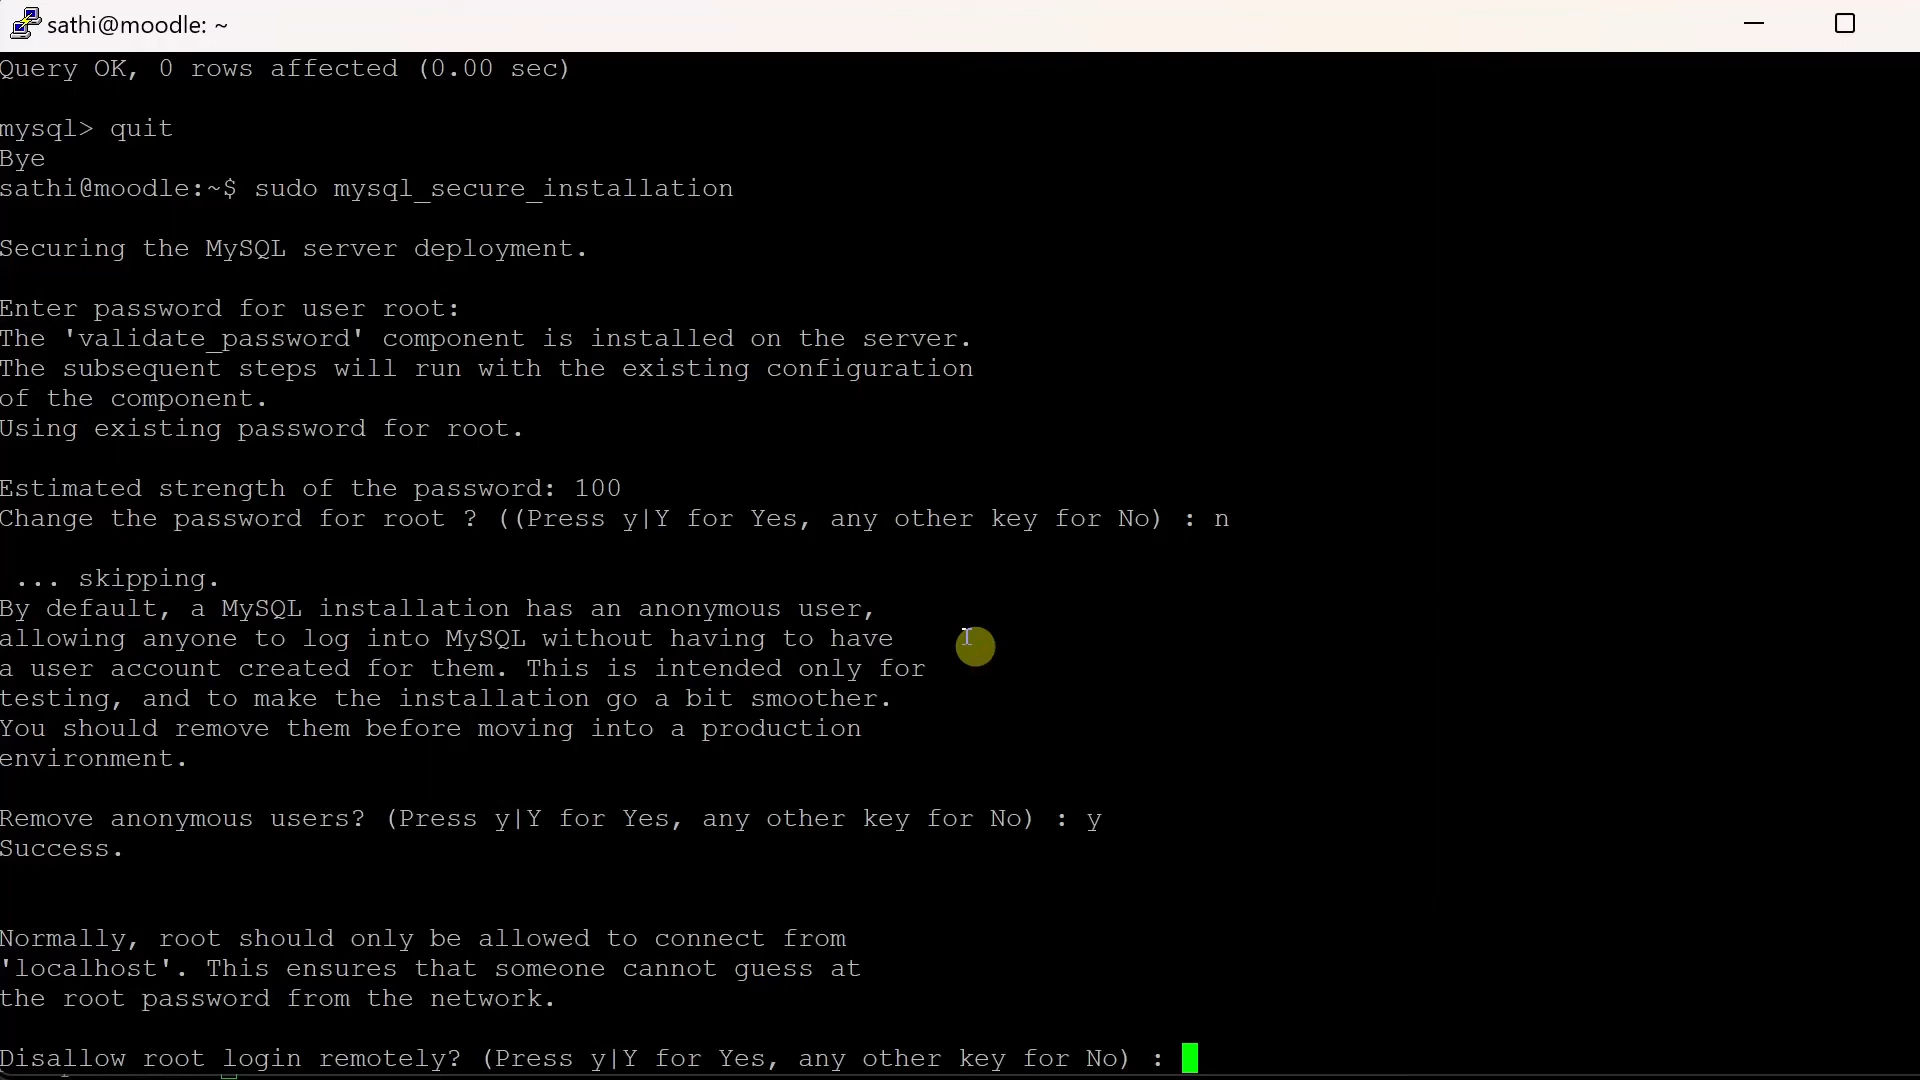 sathi@moodle: ~
Query OK, 0 rows affected (0.00 sec)
mysql> quit
Bye
sathi@moodle:~$ sudo mysql_secure_installation
Securing the MySQL server deployment.
Enter password for user root:
The 'validate_password' component is installed on the server.
The subsequent steps will run with the existing configuration
of the component.
Using existing password for root.
Estimated strength of the password: 100
Change the password for root ? ((Press y|Y for Yes, any other key for No) : n
... skipping.
By default, a MySQL installation has an anonymous user,
allowing anyone to log into MySQL without having to have
a user account created for them. This is intended only for
testing, and to make the installation go a bit smoother.
You should remove them before moving into a production
environment.
Remove anonymous users? (Press y|Y for Yes, any other key for No) : y
Success.
Normally, root should only be allowed to connect from
'localhost'. This ensures that someone cannot guess at
the root password from the network.
Disallow root login remotely? (Press y|Y for Yes, any other key for No) :